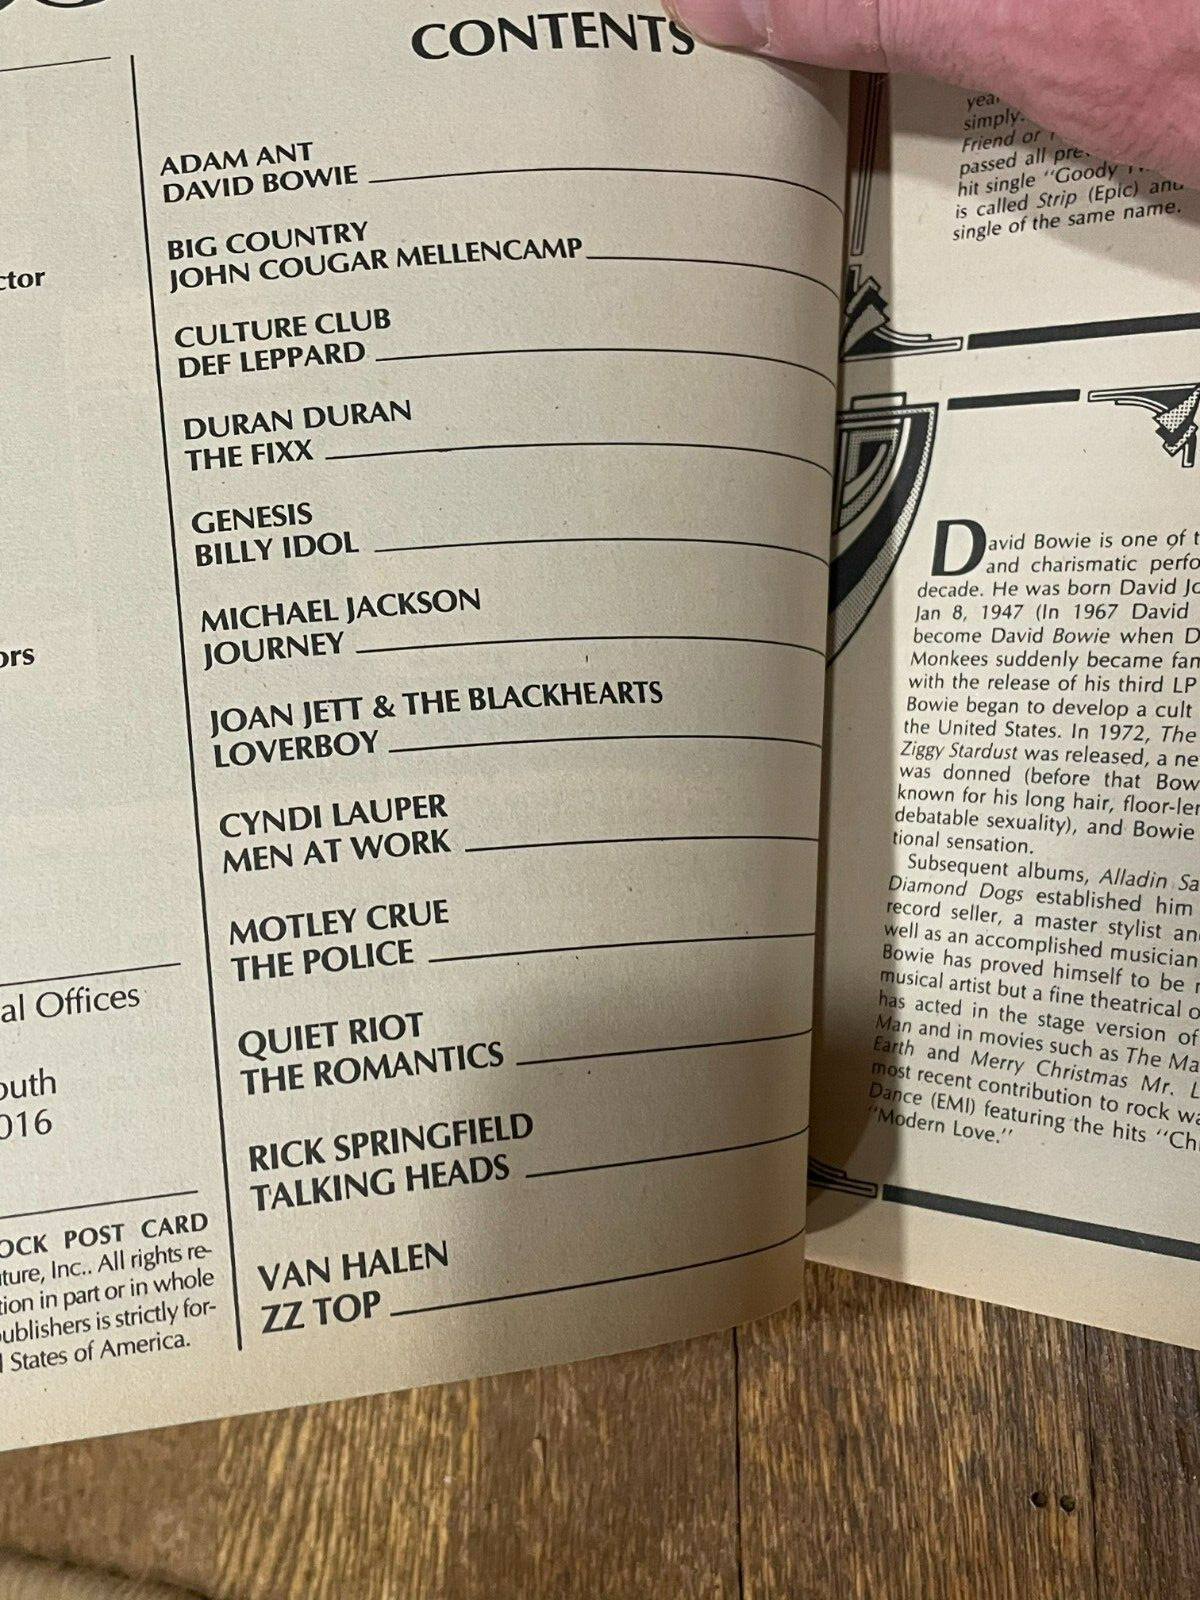 CONTENTS
ADAM ANT
DAVID BOWIE
BIG COUNTRY
JOHN COUGAR MELLENCAMP
CULTURE CLUB
DEF LEPPARD
DURAN DURAN
THE FIXX
GENESIS
BILLY IDOL
MICHAEL JACKSON
JOURNEY
JOAN JETT & THE BLACKHEARTS
LOVERBOY
CYNDI LAUPER
MEN AT WORK
MOTLEY CRUE
THE POLICE
QUIET RIOT
THE ROMANTICS
RICK SPRINGFIELD
TALKING HEADS
VAN HALEN
ZZ TOP
ctor
ors
al Offices
outh
016
OCK POST CARD
ture, Inc.. All rights re-
tion in part or in whole
publishers is strictly for-
States of America.
simply.
Friend or
passed all
hit single "Goody
is called Strip (Epic) and
single of the same name.
David Bowie is one of t
and charismatic perfo
decade. He was born David Jo
Jan 8, 1947 (In 1967 David
become David Bowie when D
Monkees suddenly became fam
with the release of his third LP
Bowie began to develop a cult
the United States. In 1972, The
Ziggy Stardust was released, a ne
was donned (before that Bow
known for his long hair, floor-len
debatable sexuality), and Bowie
tional sensation.
Subsequent albums, Alladin Sa
Diamond Dogs established him
record seller, a master stylist an
well as an accomplished musician
Bowie has proved himself to be
musical artist but a fine theatrical
has acted in the stage version of
Man and in movies such as The Ma
Earth and Merry Christmas Mr. L
most recent contribution to rock wa
Dance (EMI) featuring the hits "Ch
"Modern Love."